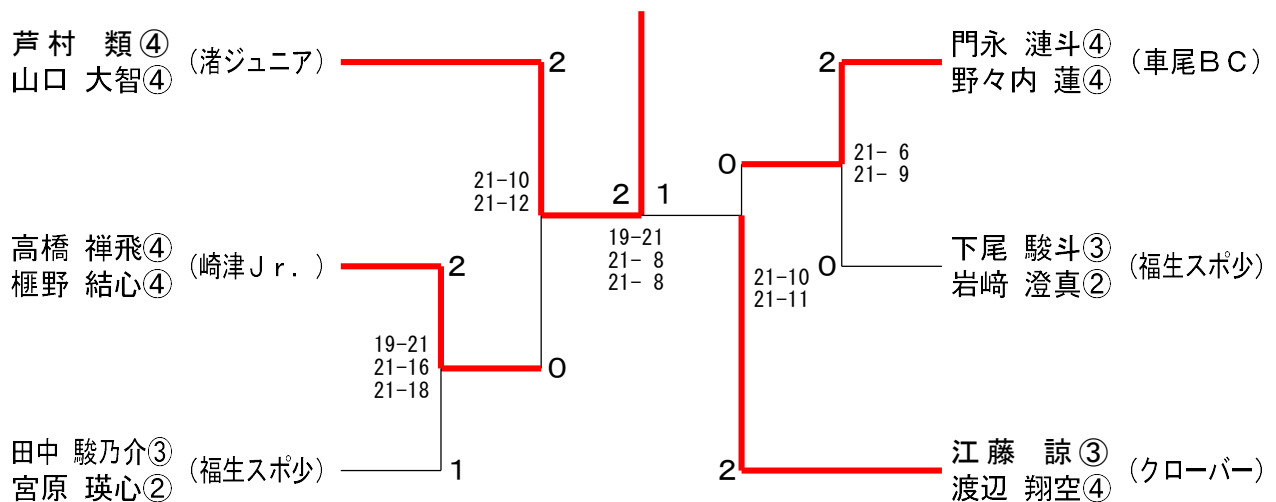 芦村　類④
山口 大智④
(渚ジュニア)
2
高橋 禅飛④
榧野 結心④
(崎津Jr.)
2
19-21
21-16
21-18
田中 駿乃介③
宮原 瑛心②
(福生スポ少)
1
21-10
21-12
0
2
1
19-21
21- 8
21- 8
門永 漣斗④
野々内 蓮④
(車尾BC)
2
0
21- 6
21- 9
下尾 駿斗③
岩﨑 澄真②
(福生スポ少)
0
21-10
21-11
江藤　諒③
渡辺 翔空④
(クローバー)
2